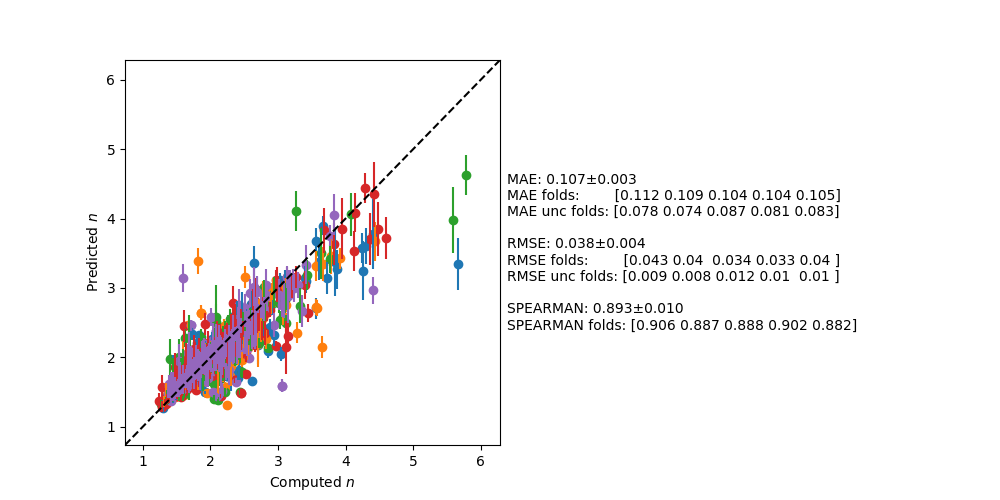 6
5
4
3
2
1
Predicted n
1 2 3 4 5 6
Computed n
MAE: 0.107±0.003
MAE folds: [0.112 0.109 0.104 0.104 0.105]
MAE unc folds: [0.078 0.074 0.087 0.081 0.083]
RMSE: 0.038±0.004
RMSE folds: [0.043 0.04 0.034 0.033 0.04 ]
RMSE unc folds: [0.009 0.008 0.012 0.01 0.01 ]
SPEARMAN: 0.893±0.010
SPEARMAN folds: [0.906 0.887 0.888 0.902 0.882]